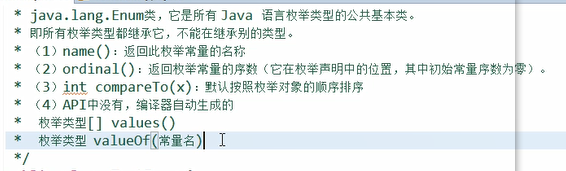 * java.lang.Enum类，它是所有 Java 语言枚举类型的公共基本类。
* 即所有枚举类型都继承它，不能在继承别的类型。
* （1）name()：返回此枚举常量的名称
* （2）ordinal()：返回枚举常量的序数（它在枚举声明中的位置，其中初始常量序数为零）。
* （3）int compareTo(x)：默认按照枚举对象的顺序排序
* （4）API中没有，编译器自动生成的
* 枚举类型[] values()
* 枚举类型 valueOf(常量名)
*/